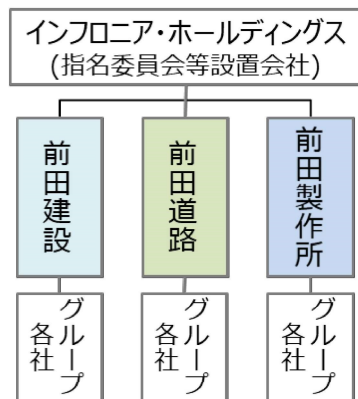 インフロニア・ホールディングス
(指名委員会等設置会社)
前田建設
前田道路
前田製作所
グループ
各社
グループ
各社
グループ
各社